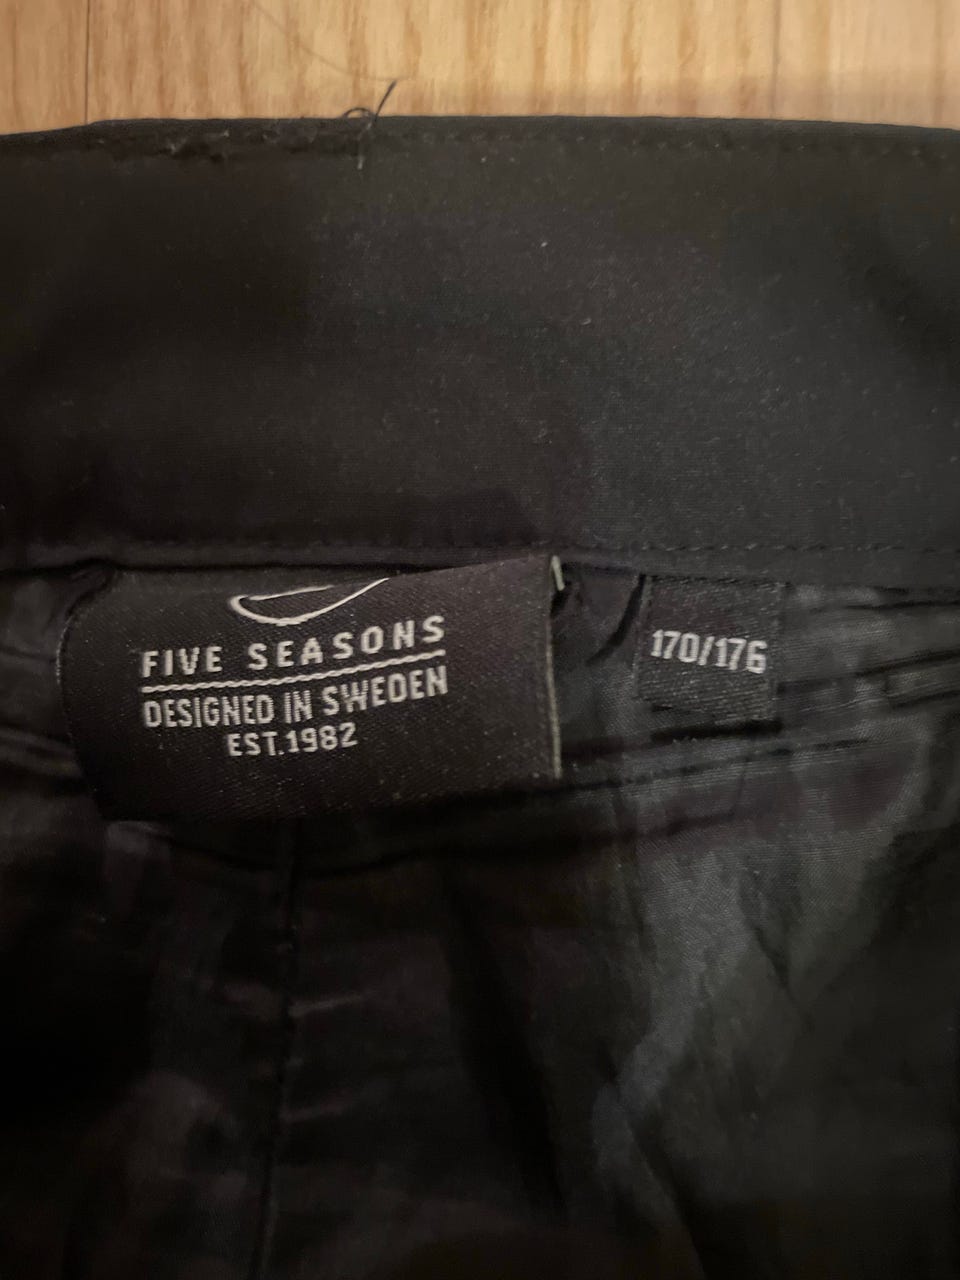 FIVE SEASONS
DESIGNED IN SWEDEN
EST.1982
170/176